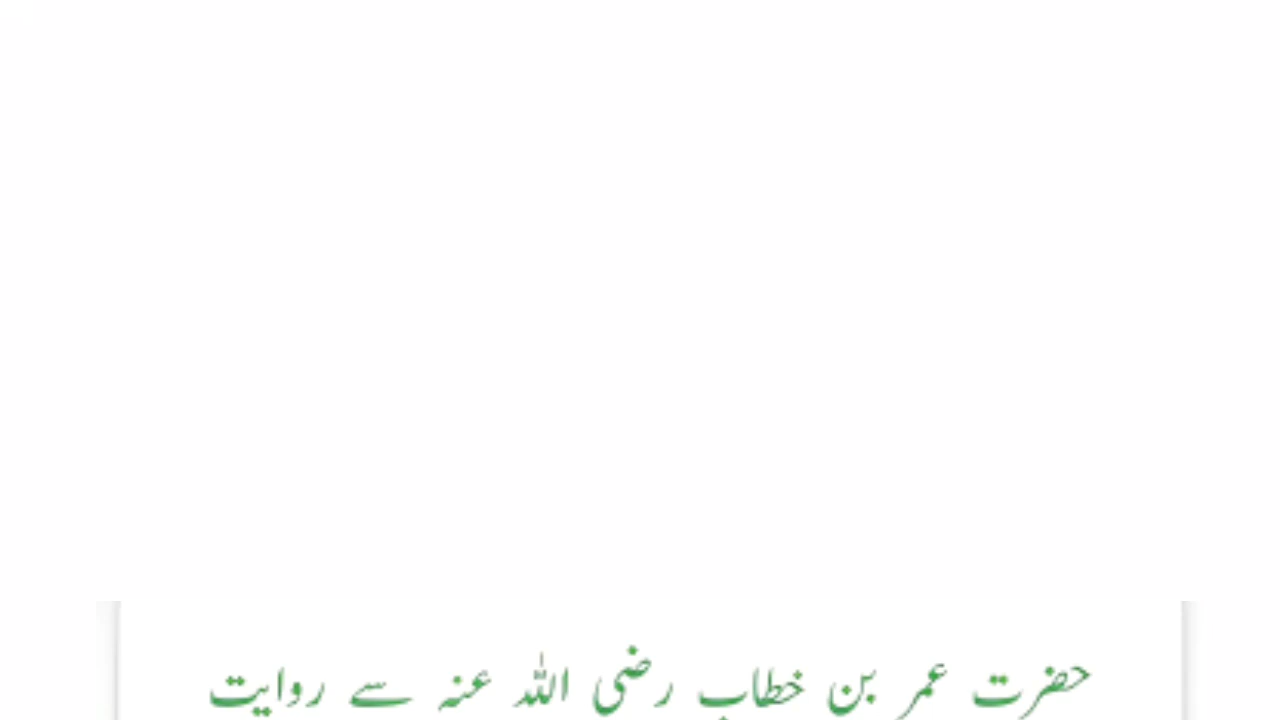 حضرت عمر بن خطاب رضی اللہ عنہ سے روایت